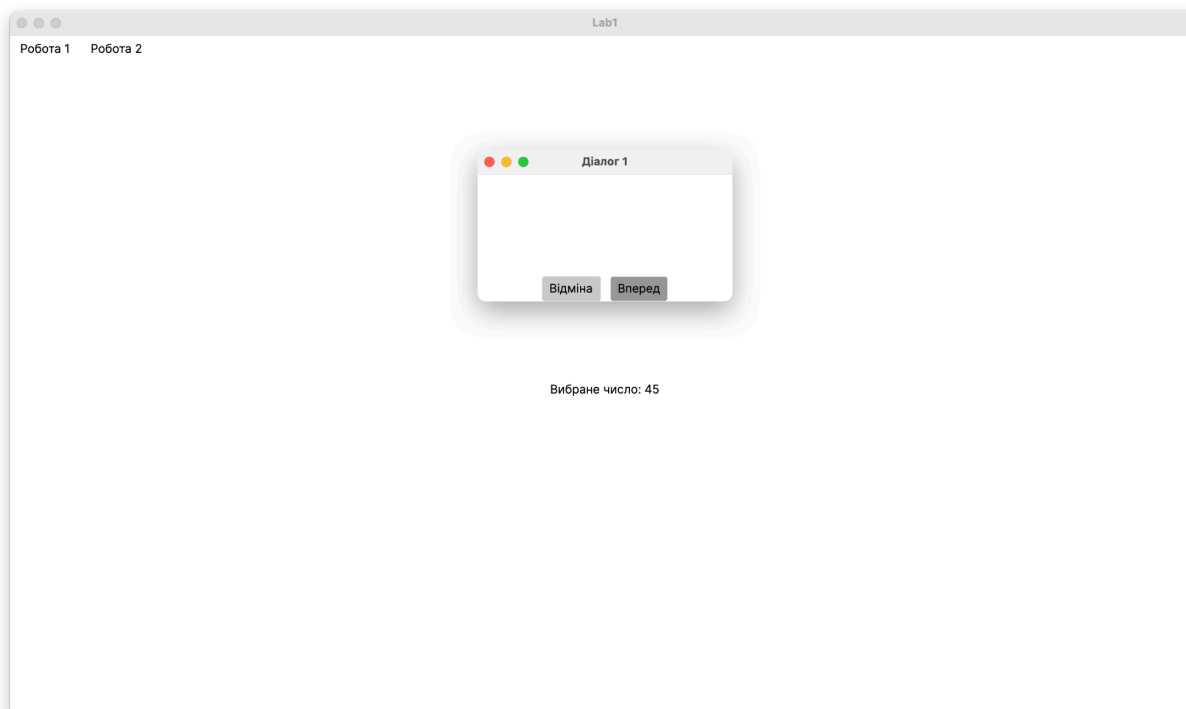 Lab1
Робота 1 Робота 2
Діалог 1
Відміна Вперед
Вибране число: 45